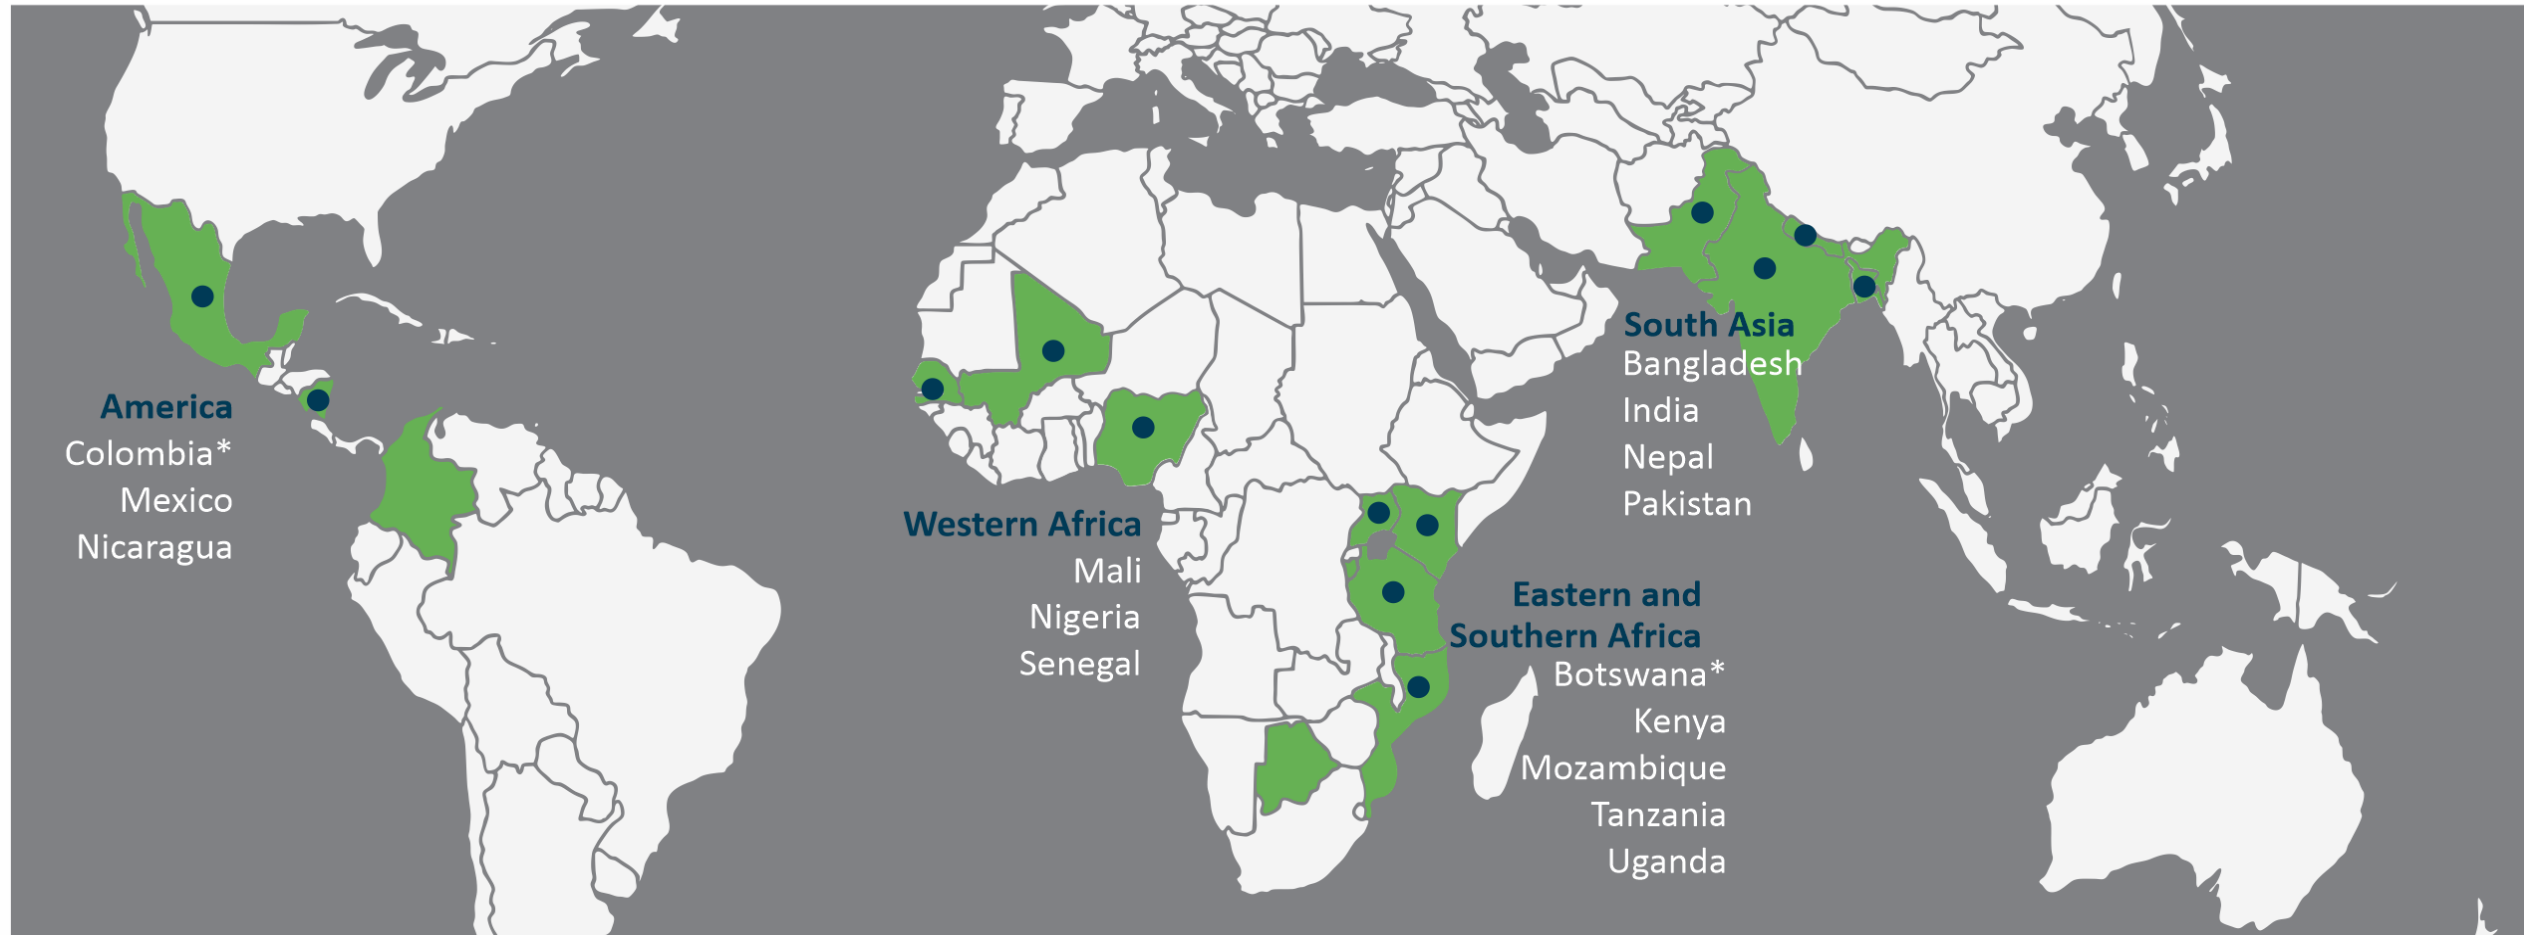 America
Colombia*
Mexico
Nicaragua
Western Africa
Mali
Nigeria
Senegal
Eastern and
Southern Africa
Botswana*
Kenya
Mozambique
Tanzania
Uganda
South Asia
Bangladesh
India
Nepal
Pakistan